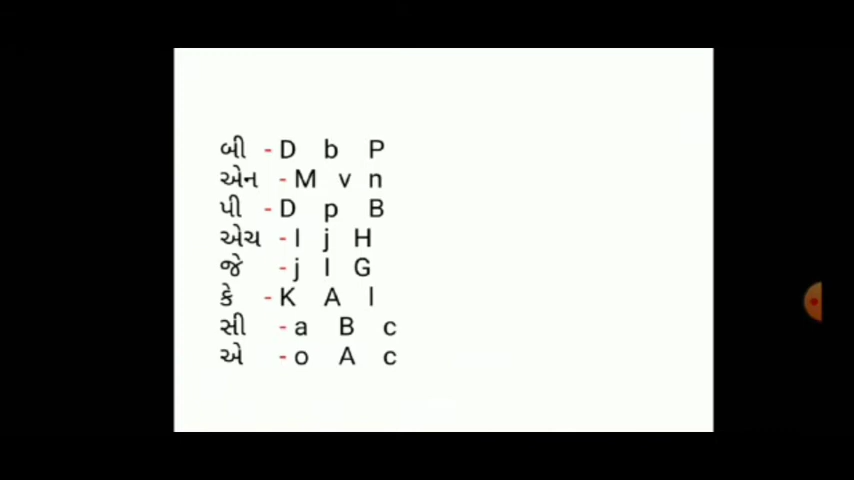 બી - D b P
એન - M v n
પી - D p B
એચ - I j H
જે - j I G
કે - K A l
સી - a B c
એ - o A c